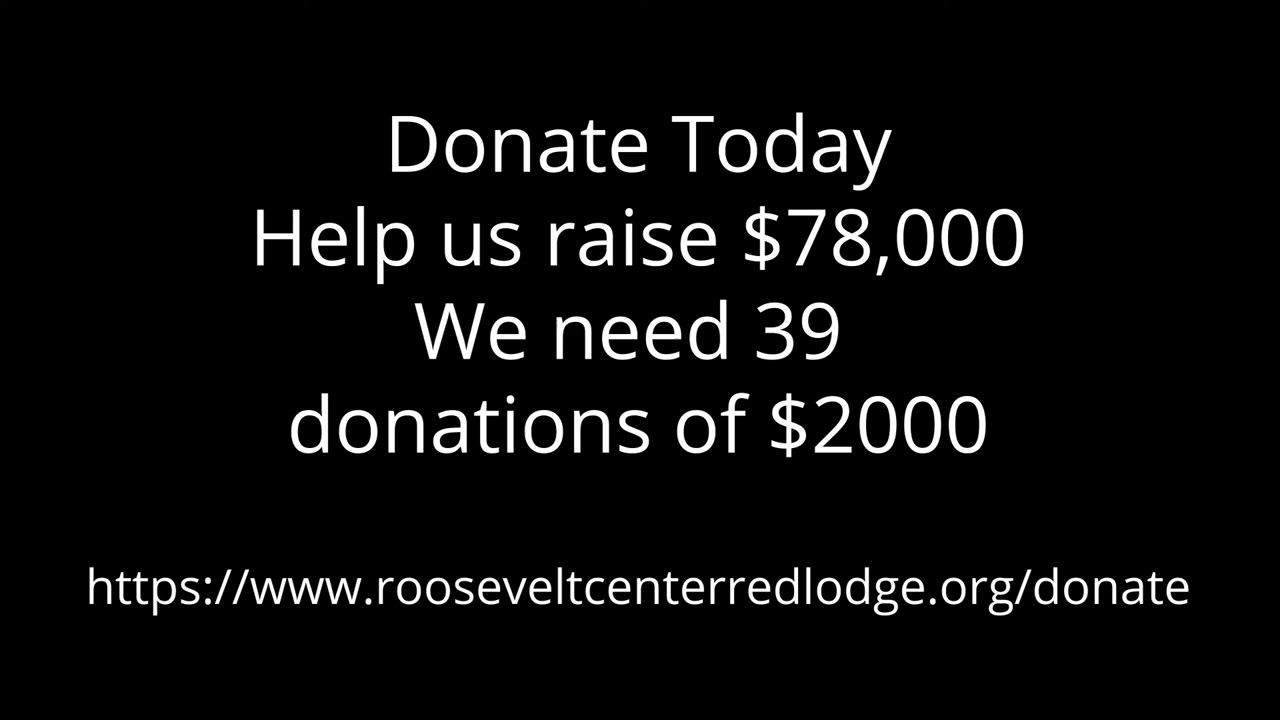 Donate Today
Help us raise $78,000
We need 39
donations of $2000
https://www.rooseveltcenterredlodge.org/donate